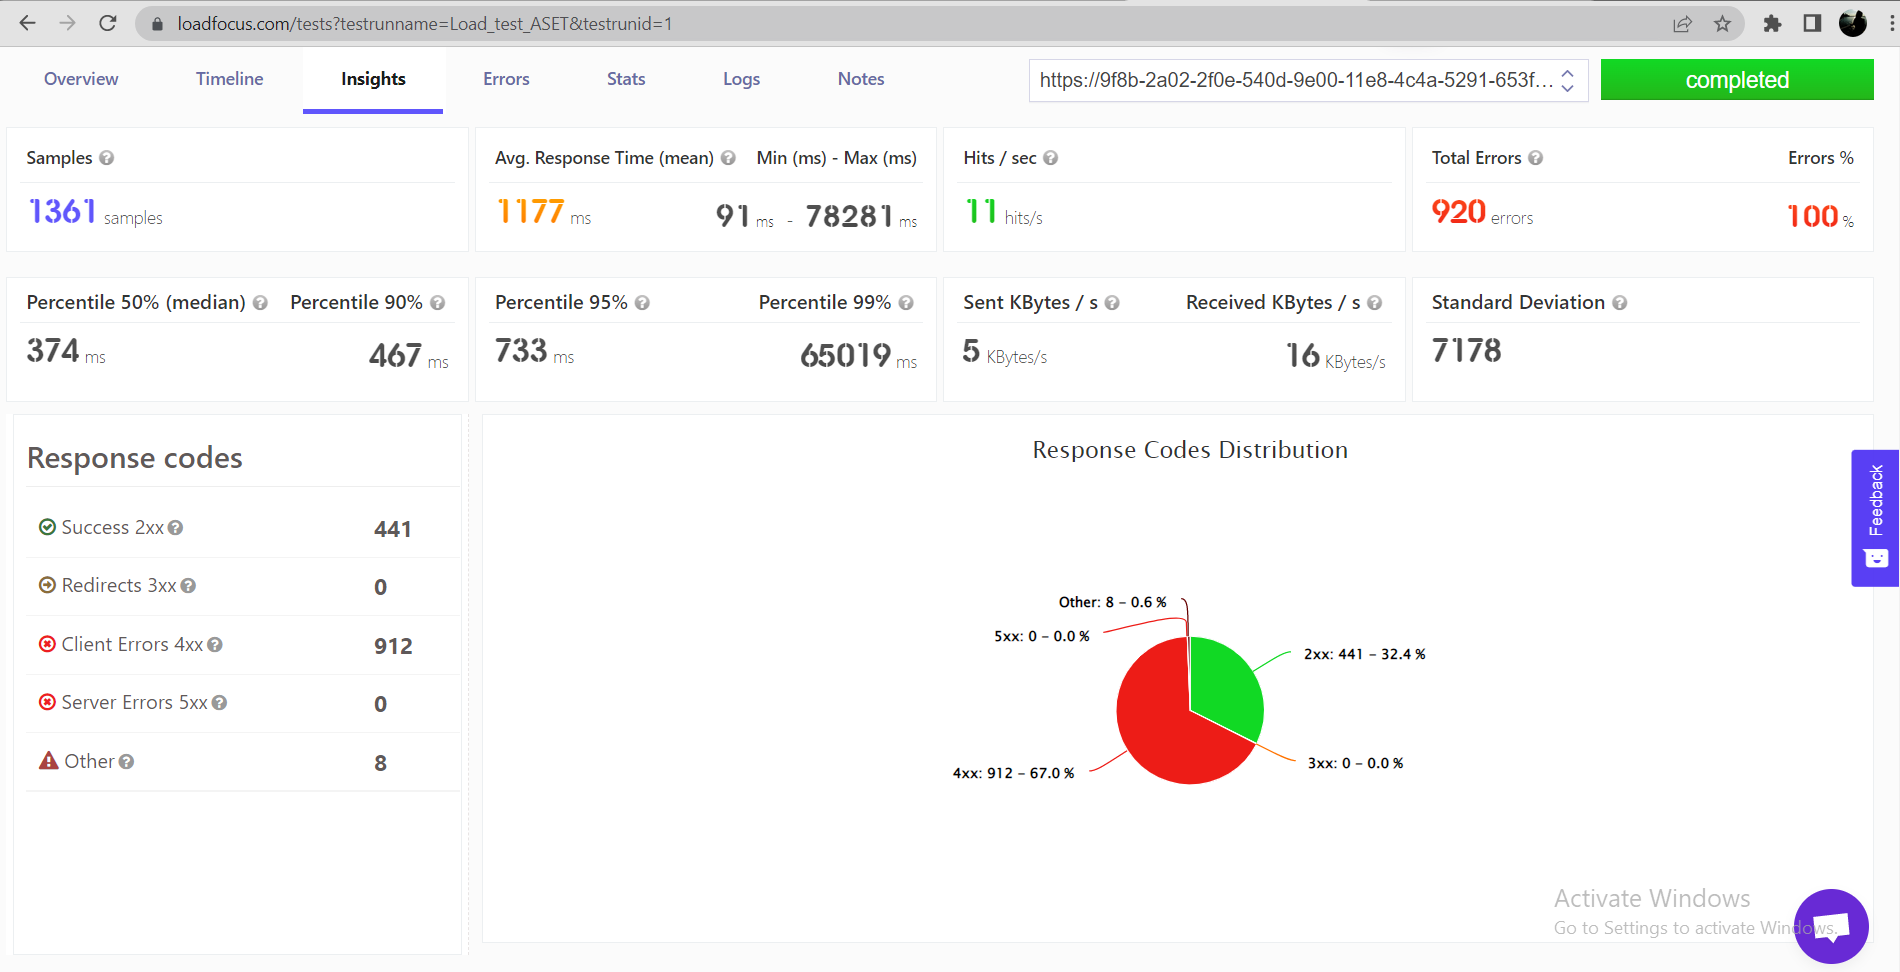 loadfocus.com/tests?testrunname=Load_test_ASET&testrunid=1
Overview Timeline Insights Errors Stats Logs Notes https://9f8b-2a02-2f0e-540d-9e00-11e8-4c4a-5291-653f... completed
Samples
1361 samples
Avg. Response Time (mean) Min (ms) - Max (ms)
1177 ms 91 ms - 78281 ms
Hits / sec
11 hits/s
Total Errors Errors %
920 errors 100 %
Percentile 50% (median) Percentile 90%
374 ms 467 ms
Percentile 95% Percentile 99%
733 ms 65019 ms
Sent KBytes / s Received KBytes / s
5 KBytes/s 16 KBytes/s
Standard Deviation
7178
Response codes
Success 2xx 441
Redirects 3xx 0
Client Errors 4xx 912
Server Errors 5xx 0
Other 8
Response Codes Distribution
Other: 8 – 0.6 %
5xx: 0 – 0.0 %
2xx: 441 – 32.4 %
3xx: 0 – 0.0 %
4xx: 912 – 67.0 %
Feedback
Activate Windows
Go to Settings to activate Windows.